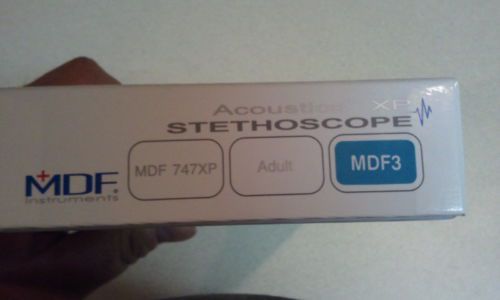 Acoustica XP
STETHOSCOPE
MDF 747XP
Adult
MDF3
MDF
instruments